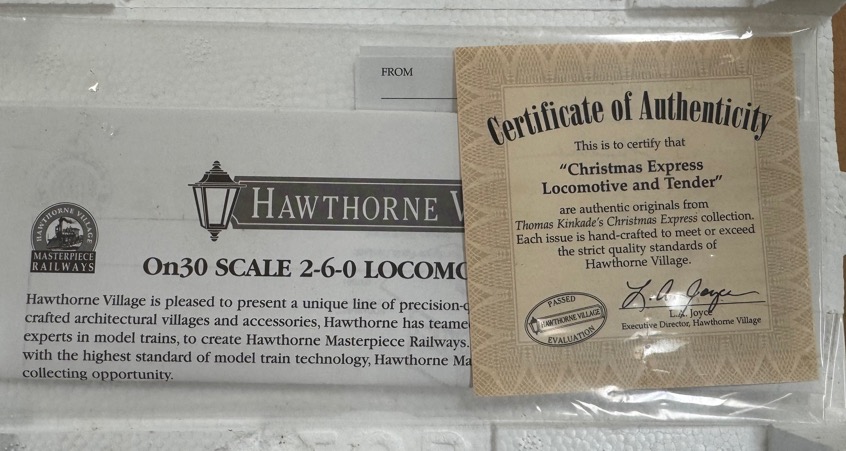 FROM
HAWTHORNE
HAWTHORNE VILLAGE
MASTERPIECE
RAILWAYS
On30 SCALE 2-6-0 LOCOMO
Hawthorne Village is pleased to present a unique line of precision-c
crafted architectural villages and accessories, Hawthorne has teame
experts in model trains, to create Hawthorne Masterpiece Railways.
with the highest standard of model train technology, Hawthorne Ma
collecting opportunity.
Certificate of Authenticity
This is to certify that
“Christmas Express
Locomotive and Tender”
are authentic originals from
Thomas Kinkade's Christmas Express collection.
Each issue is hand-crafted to meet or exceed
the strict quality standards of
Hawthorne Village.
L. A. Joyce
L.A. Joyce
Executive Director, Hawthorne Village
PASSED
HAWTHORNE VILLAGE
EVALUATION